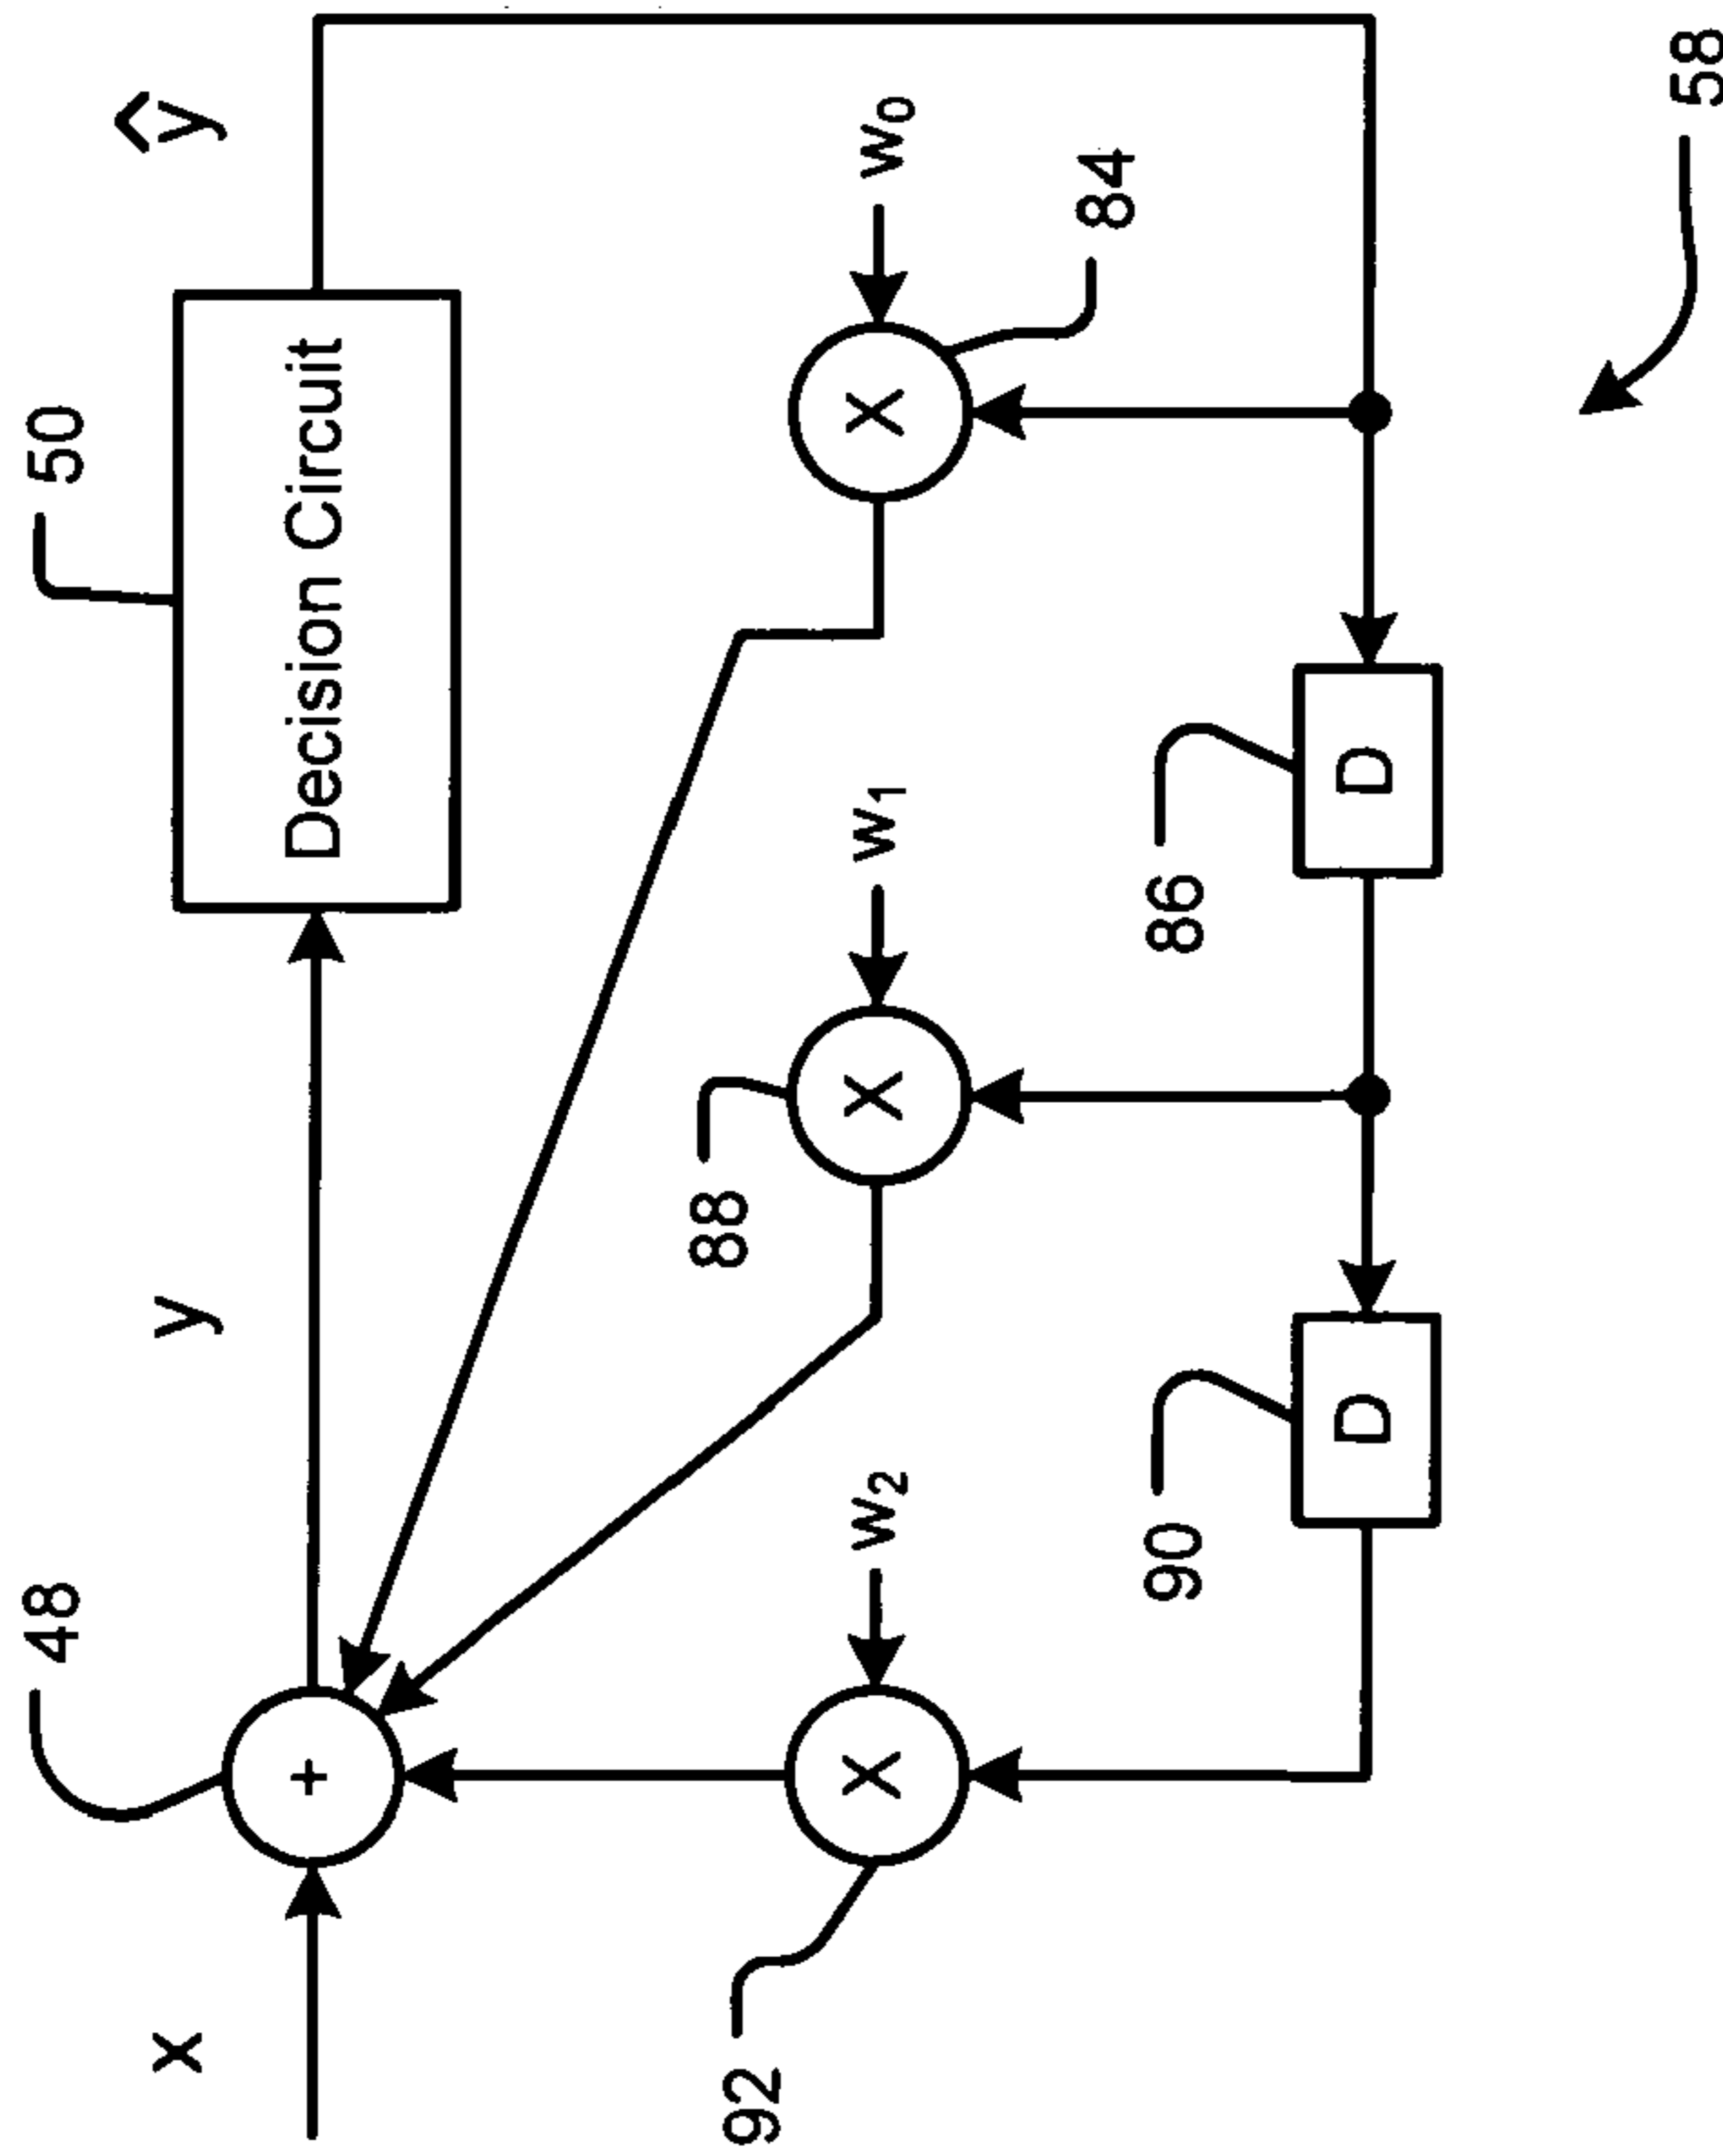 48
50
x
y
ŷ
+
Decision Circuit
88
92
X
w2
X
w1
X
w0
84
90
86
D
D
58